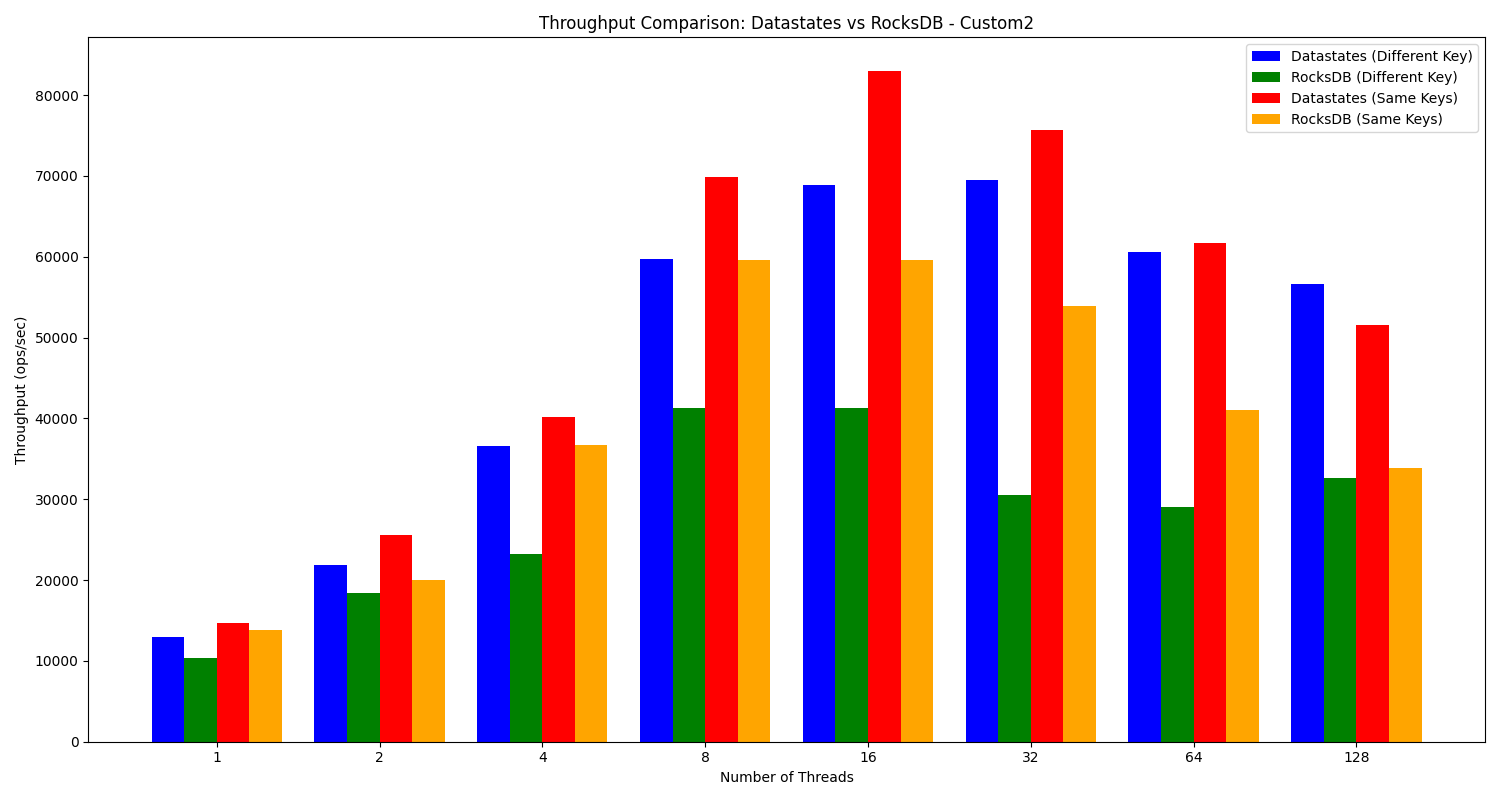 Throughput Comparison: Datastates vs RocksDB - Custom2
Datastates (Different Key)
RocksDB (Different Key)
Datastates (Same Keys)
RocksDB (Same Keys)
Throughput (ops/sec)
80000
70000
60000
50000
40000
30000
20000
10000
0
1 2 4 8 16 32 64 128
Number of Threads